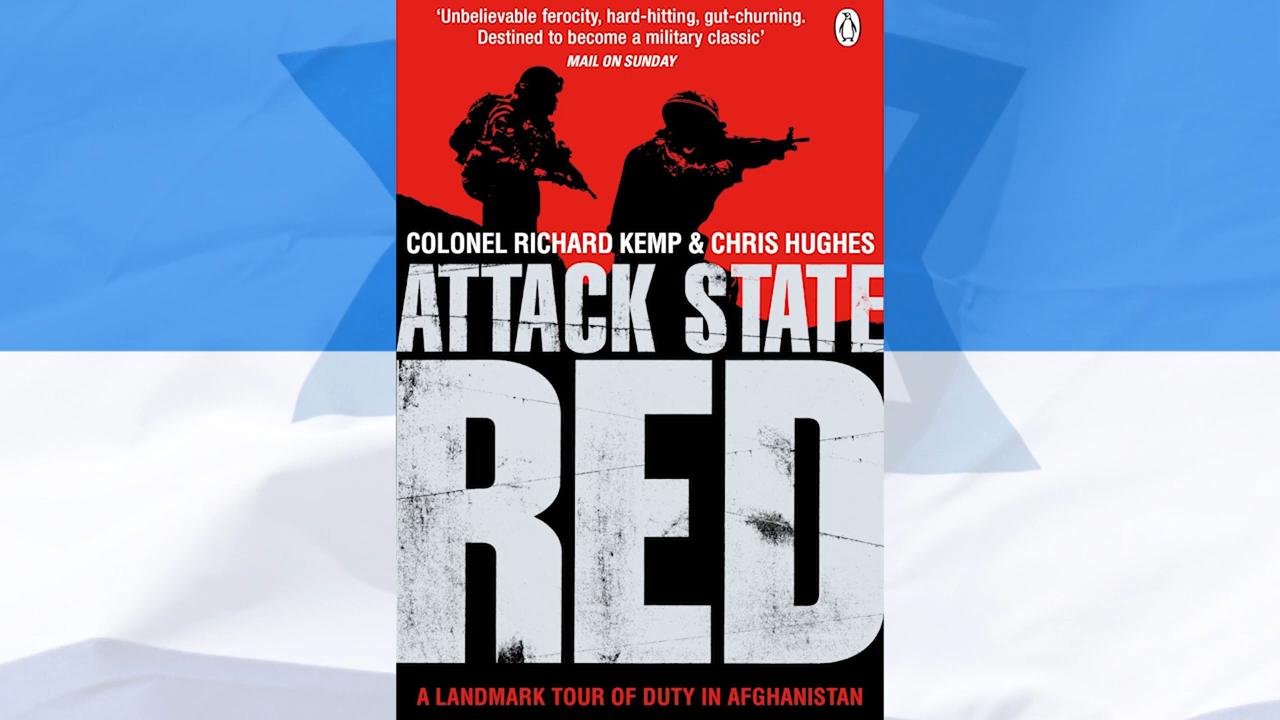 ‘Unbelievable ferocity, hard-hitting, gut-churning.
Destined to become a military classic’
MAIL ON SUNDAY
COLONEL RICHARD KEMP & CHRIS HUGHES
ATTACK STATE
RED
A LANDMARK TOUR OF DUTY IN AFGHANISTAN